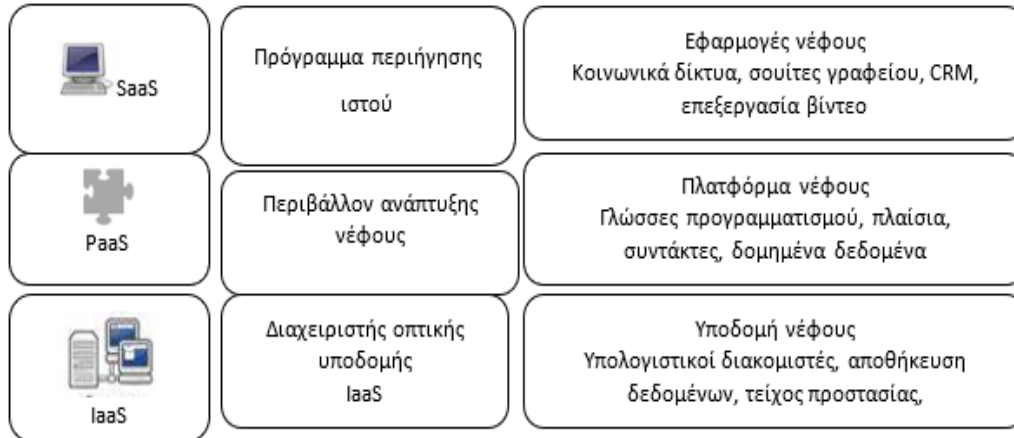 SaaS
Πρόγραμμα περιήγησης
ιστού
Εφαρμογές νέφους
Κοινωνικά δίκτυα, σουίτες γραφείου, CRM,
επεξεργασία βίντεο
PaaS
Περιβάλλον ανάπτυξης
νέφους
Πλατφόρμα νέφους
Γλώσσες προγραμματισμού, πλαίσια,
συντάκτες, δομημένα δεδομένα
IaaS
Διαχειριστής οπτικής
υποδομής
IaaS
Υποδομή νέφους
Υπολογιστικοί διακομιστές, αποθήκευση
δεδομένων, τείχος προστασίας,